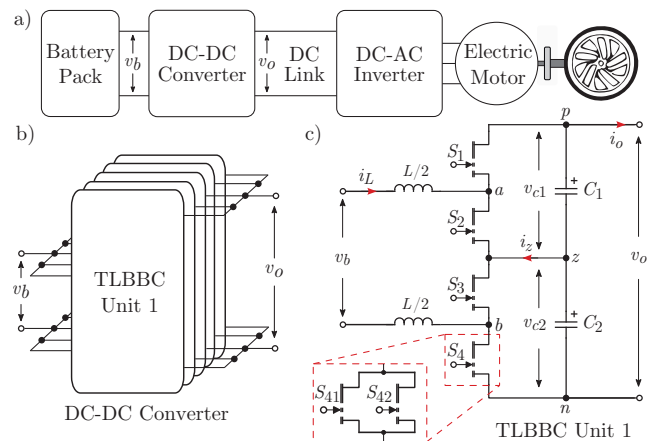 a)
Battery
Pack
v_b
DC-DC
Converter
v_o
DC
Link
DC-AC
Inverter
Electric
Motor
b)
TLBBC
Unit 1
v_b
v_o
DC-DC Converter
c)
p
i_o
S_1
i_L
L/2
a
v_c1
C_1
+
S_2
v_b
i_z
z
v_o
S_3
L/2
b
v_c2
C_2
+
S_4
S_41
S_42
n
TLBBC Unit 1